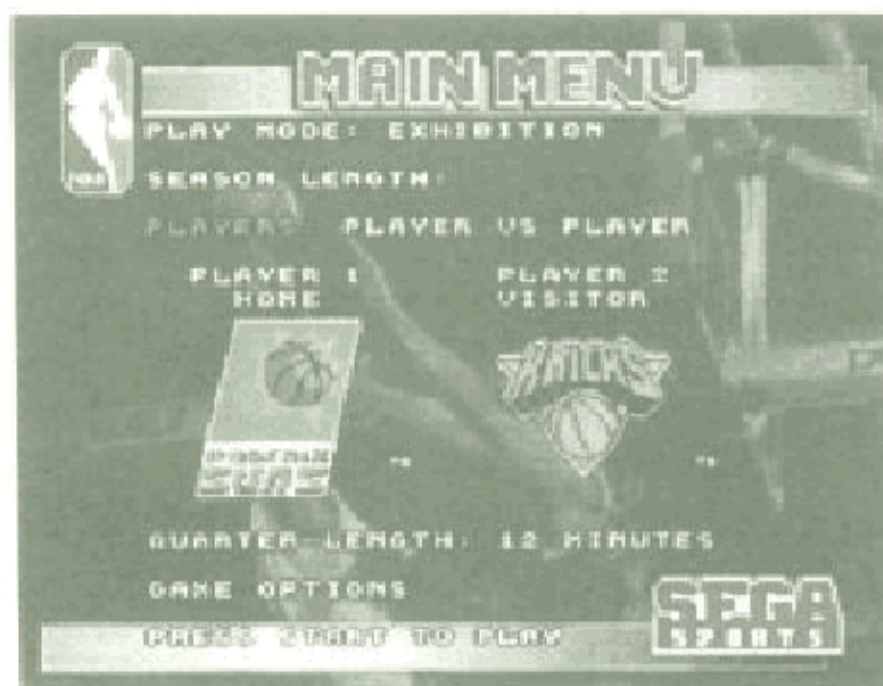 MAIN MENU
PLAY MODE: EXHIBITION
SEASON LENGTH:
PLAYERS: PLAYER VS PLAYER
PLAYER 1 PLAYER 2
HOME VISITOR
KNICKS
SUNS
QUARTER LENGTH: 12 MINUTES
GAME OPTIONS
SEGA
SPORTS
PRESS START TO PLAY